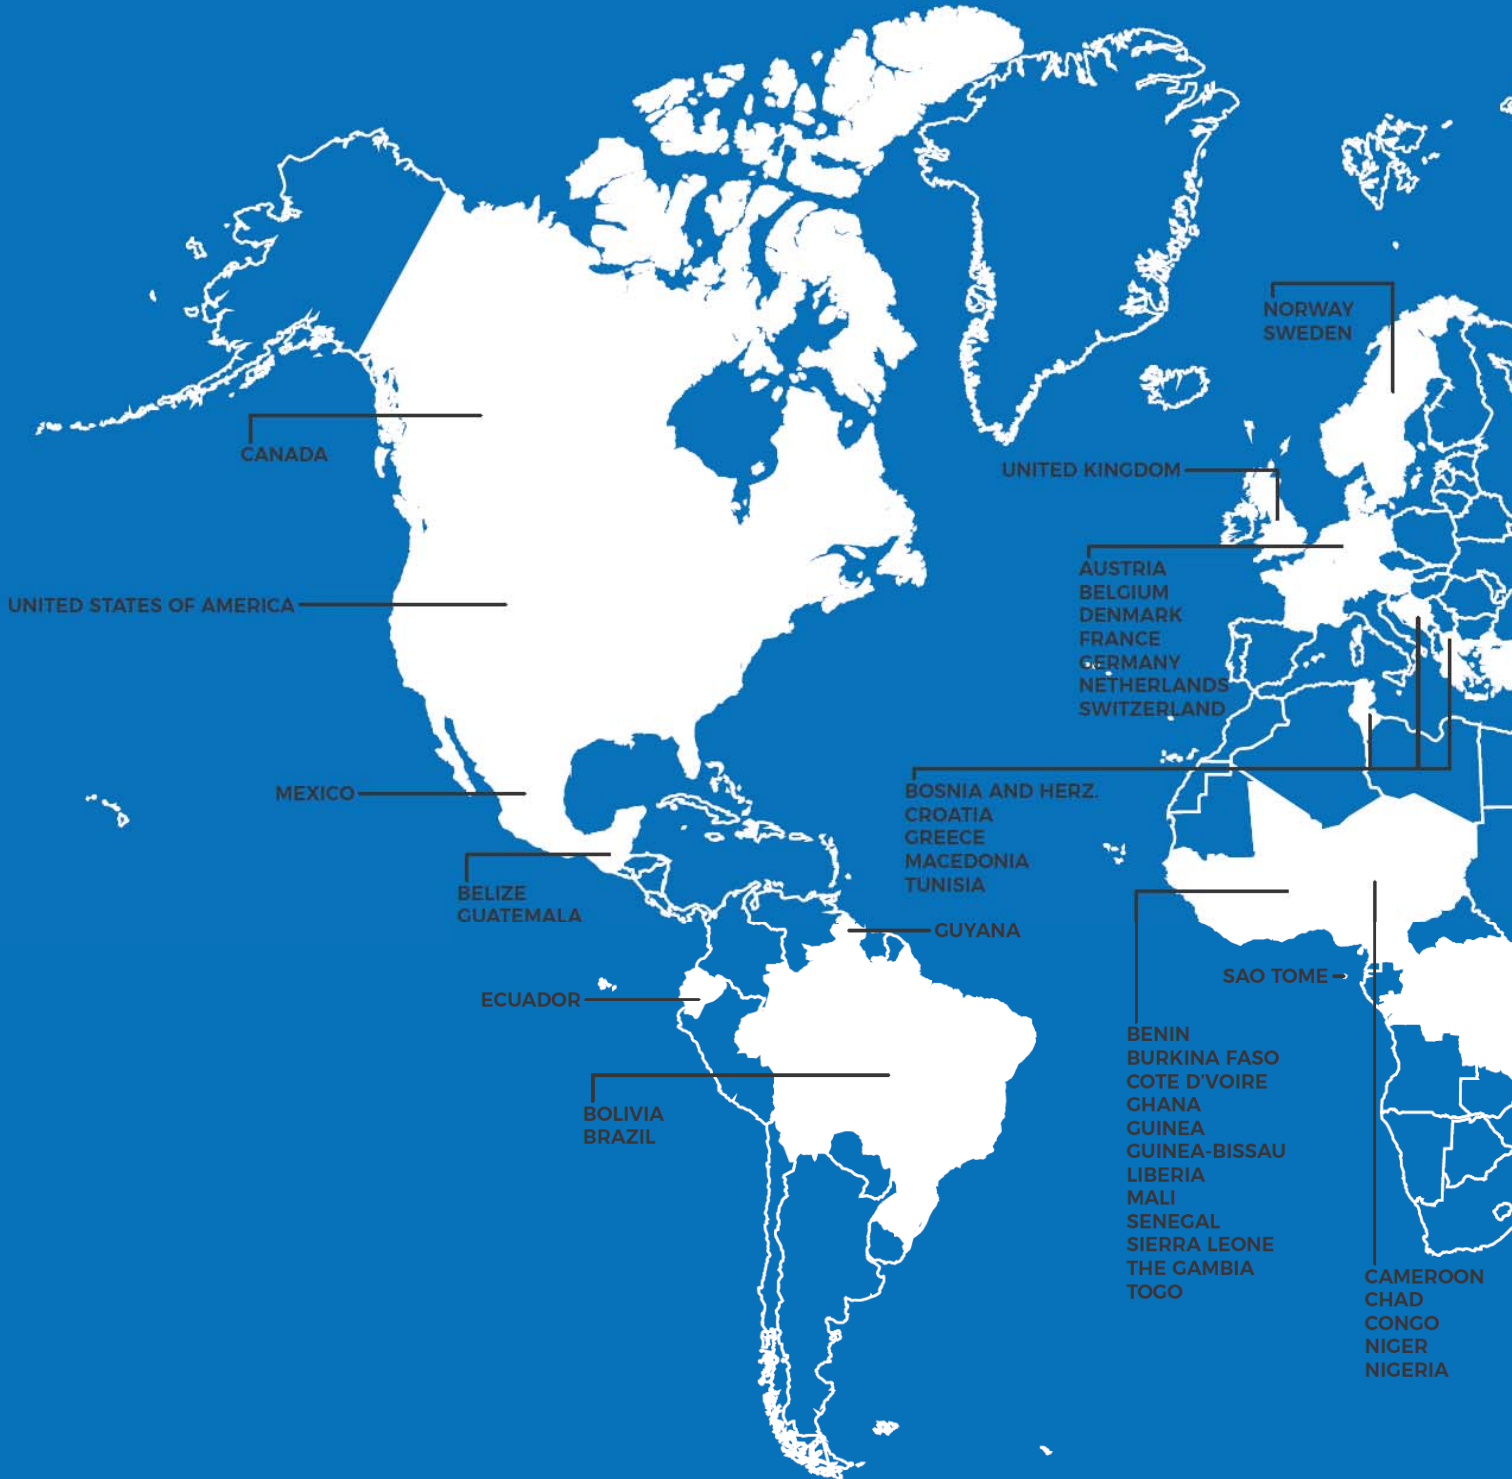 NORWAY
SWEDEN
CANADA
UNITED KINGDOM
AUSTRIA
BELGIUM
DENMARK
FRANCE
GERMANY
NETHERLANDS
SWITZERLAND
UNITED STATES OF AMERICA
MEXICO
BOSNIA AND HERZ.
CROATIA
GREECE
MACEDONIA
TUNISIA
BELIZE
GUATEMALA
GUYANA
SAO TOME
ECUADOR
BENIN
BURKINA FASO
COTE D'VOIRE
GHANA
GUINEA
GUINEA-BISSAU
LIBERIA
MALI
SENEGAL
SIERRA LEONE
THE GAMBIA
TOGO
BOLIVIA
BRAZIL
CAMEROON
CHAD
CONGO
NIGER
NIGERIA